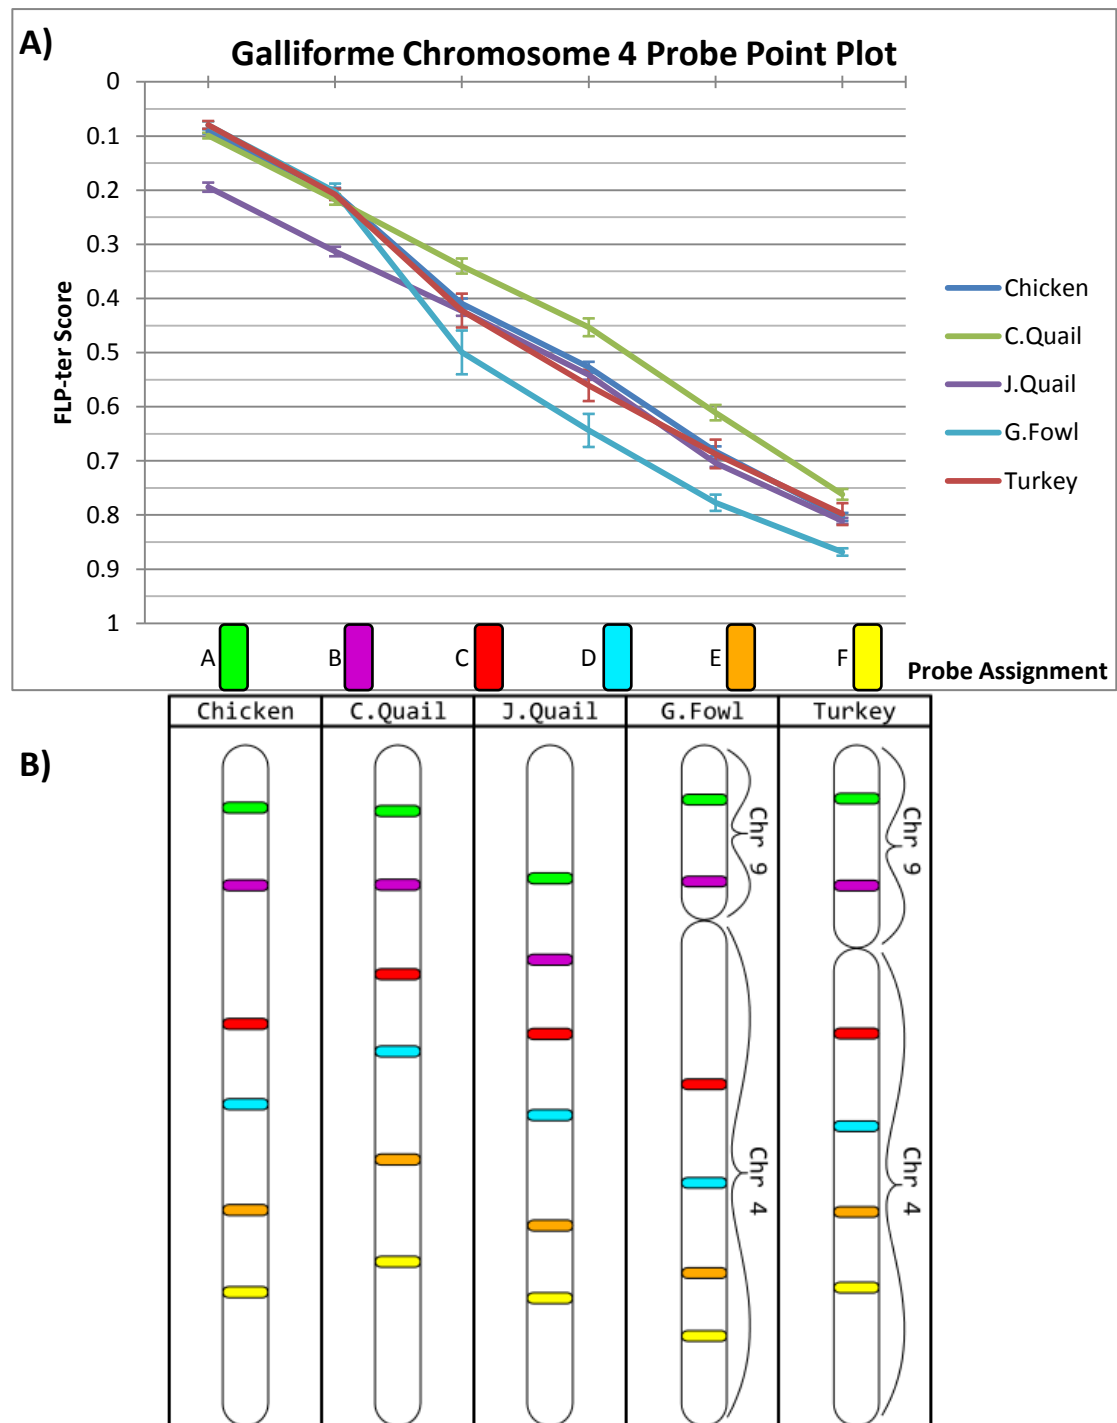 A)
Galliforme Chromosome 4 Probe Point Plot
0
0.1
0.2
0.3
0.4
0.5
0.6
0.7
0.8
0.9
1
FLP-ter Score
Chicken
C.Quail
J.Quail
G.Fowl
Turkey
A B C D E F
Probe Assignment
B)
Chicken C.Quail J.Quail G.Fowl Turkey
Chr 9
Chr 4
Chr 9
Chr 4